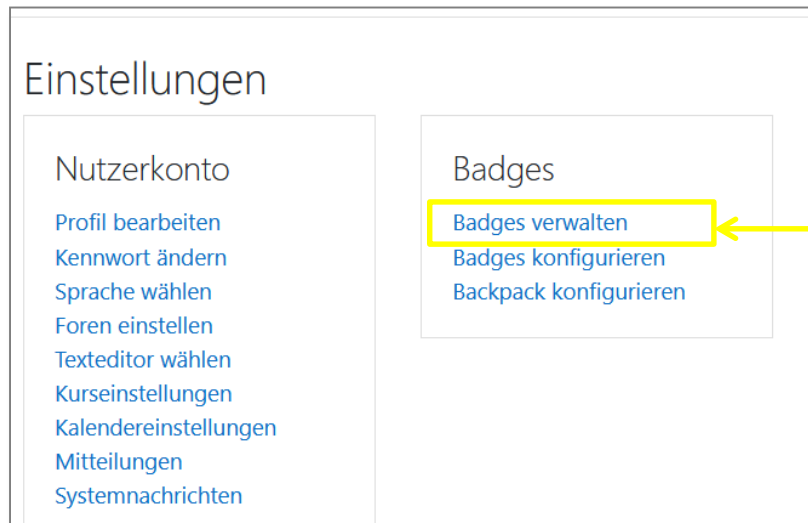 Einstellungen
Nutzerkonto
Profil bearbeiten
Kennwort ändern
Sprache wählen
Foren einstellen
Texteditor wählen
Kurseinstellungen
Kalendereinstellungen
Mitteilungen
Systemnachrichten
Badges
Badges verwalten
Badges konfigurieren
Backpack konfigurieren